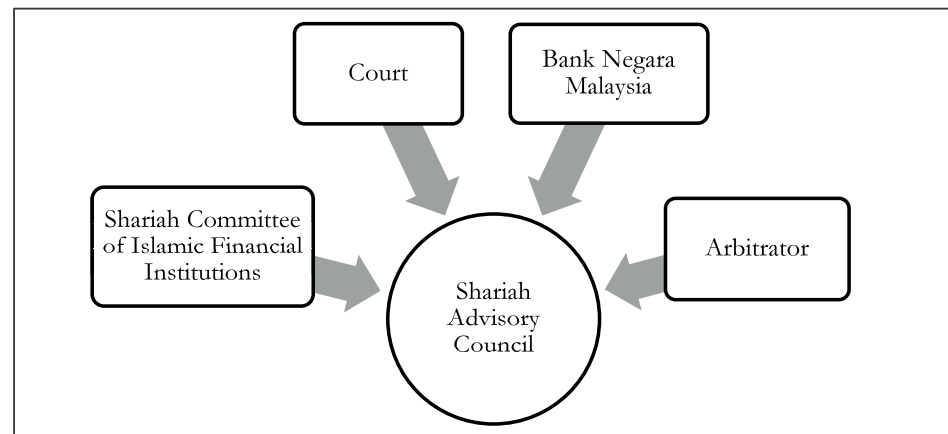 Court
Bank Negara
Malaysia
Shariah Committee
of Islamic Financial
Institutions
Arbitrator
Shariah
Advisory
Council